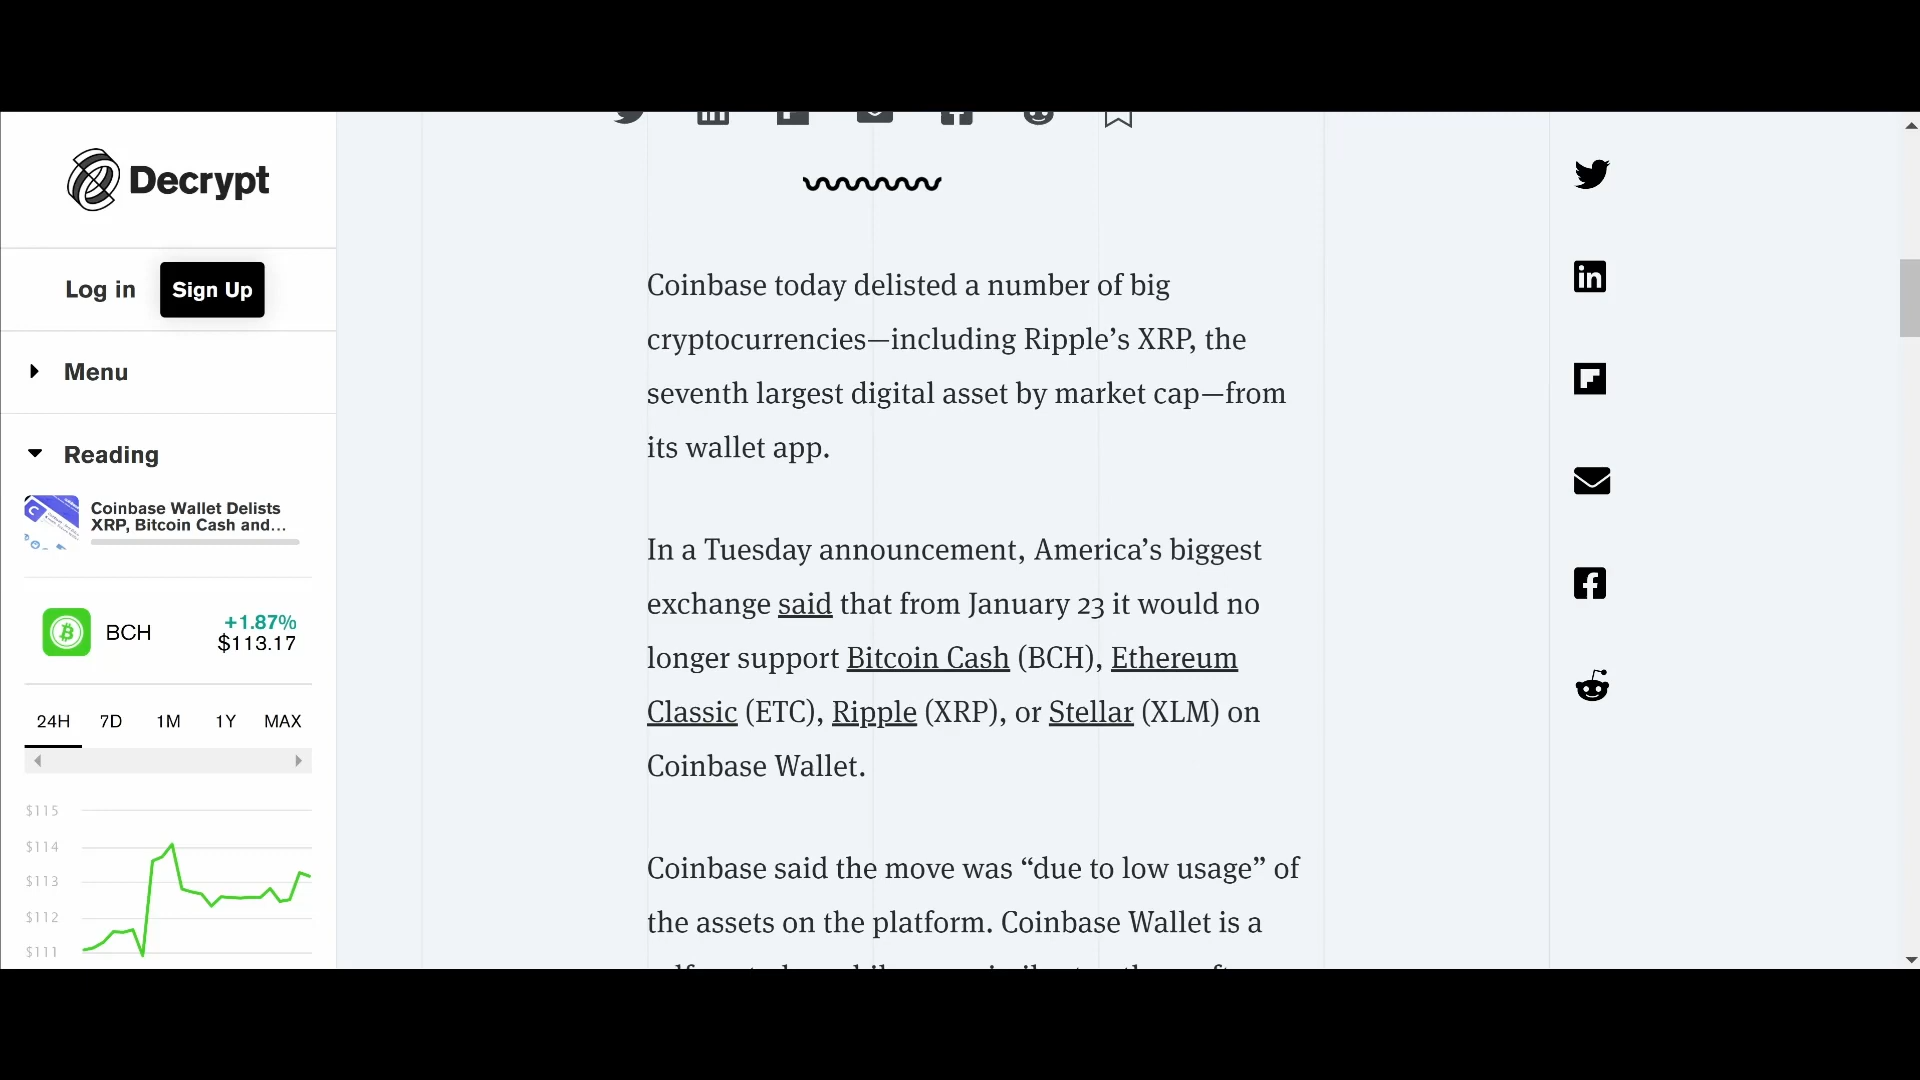 Decrypt
Log in
Sign Up
Menu
Reading
Coinbase Wallet Delists
XRP, Bitcoin Cash and...
BCH
+1.87%
$113.17
24H 7D 1M 1Y MAX
$115
$114
$113
$112
$111
Coinbase today delisted a number of big
cryptocurrencies—including Ripple’s XRP, the
seventh largest digital asset by market cap—from
its wallet app.
In a Tuesday announcement, America’s biggest
exchange said that from January 23 it would no
longer support Bitcoin Cash (BCH), Ethereum
Classic (ETC), Ripple (XRP), or Stellar (XLM) on
Coinbase Wallet.
Coinbase said the move was “due to low usage” of
the assets on the platform. Coinbase Wallet is a